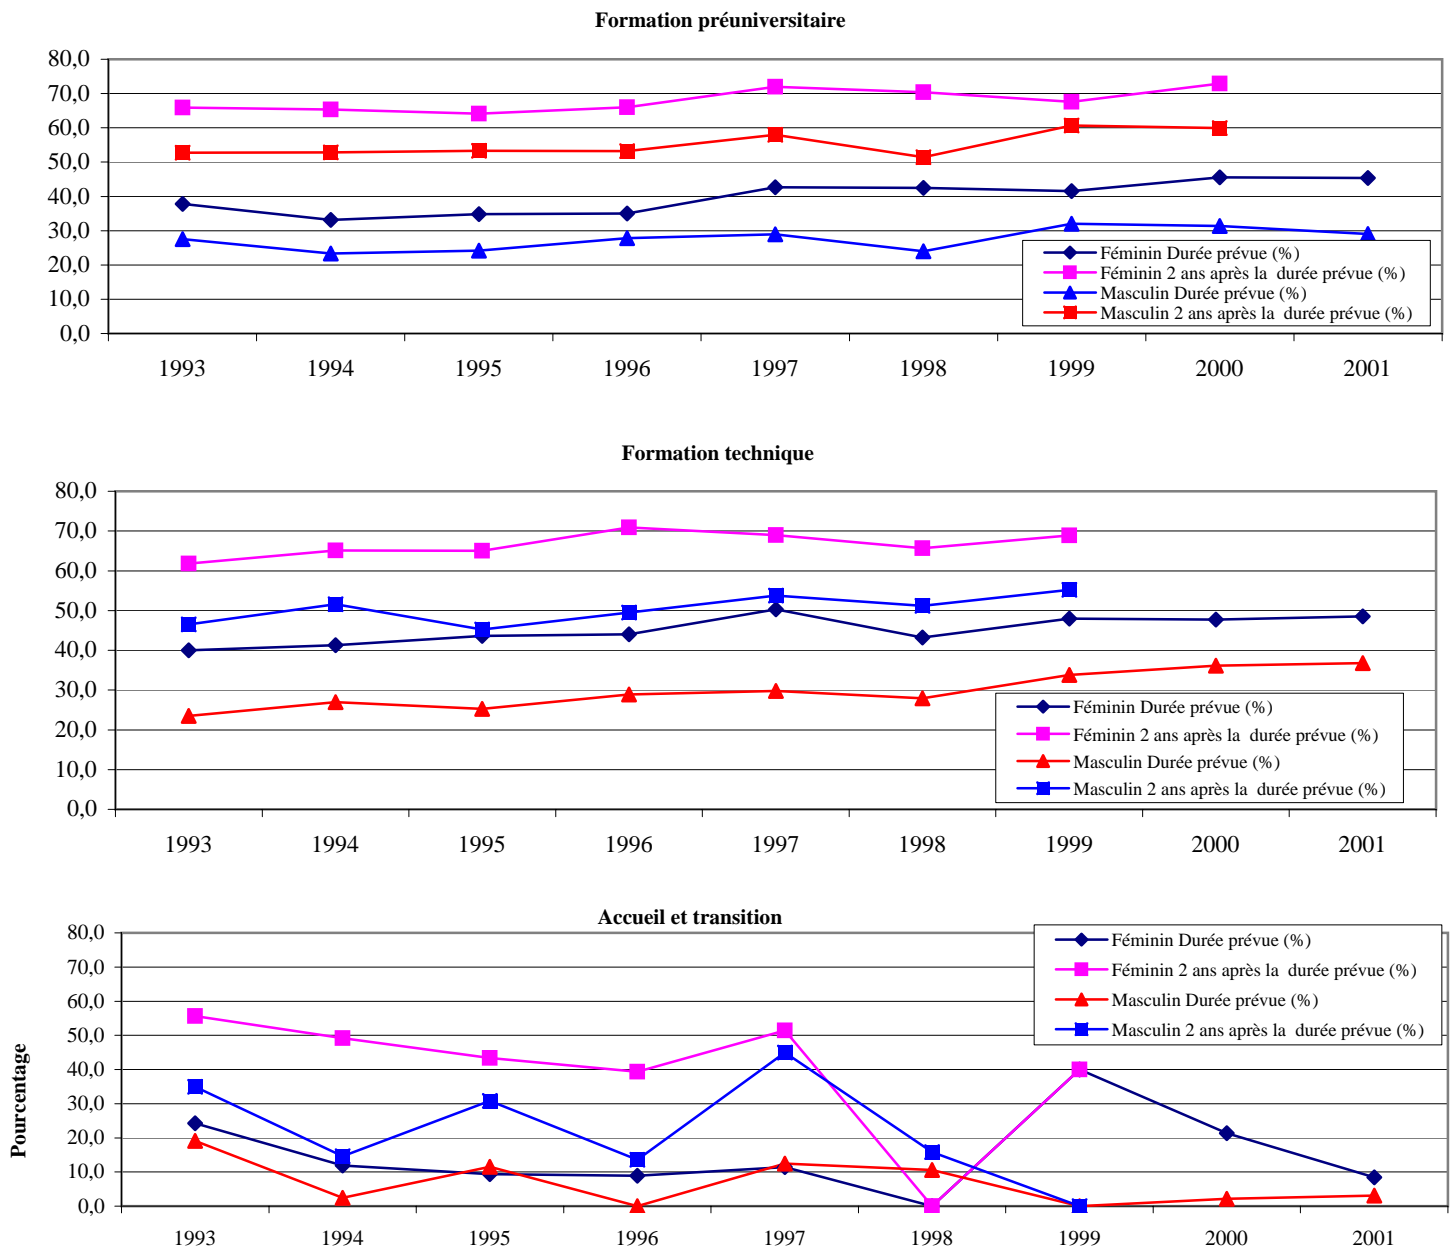 Formation préuniversitaire
80,0
70,0
60,0
50,0
40,0
30,0
20,0
10,0
0,0
Féminin Durée prévue (%)
Féminin 2 ans après la durée prévue (%)
Masculin Durée prévue (%)
Masculin 2 ans après la durée prévue (%)
1993 1994 1995 1996 1997 1998 1999 2000 2001
Formation technique
80,0
70,0
60,0
50,0
40,0
30,0
20,0
10,0
0,0
Féminin Durée prévue (%)
Féminin 2 ans après la durée prévue (%)
Masculin Durée prévue (%)
Masculin 2 ans après la durée prévue (%)
1993 1994 1995 1996 1997 1998 1999 2000 2001
Accueil et transition
Pourcentage
80,0
70,0
60,0
50,0
40,0
30,0
20,0
10,0
0,0
Féminin Durée prévue (%)
Féminin 2 ans après la durée prévue (%)
Masculin Durée prévue (%)
Masculin 2 ans après la durée prévue (%)
1993 1994 1995 1996 1997 1998 1999 2000 2001